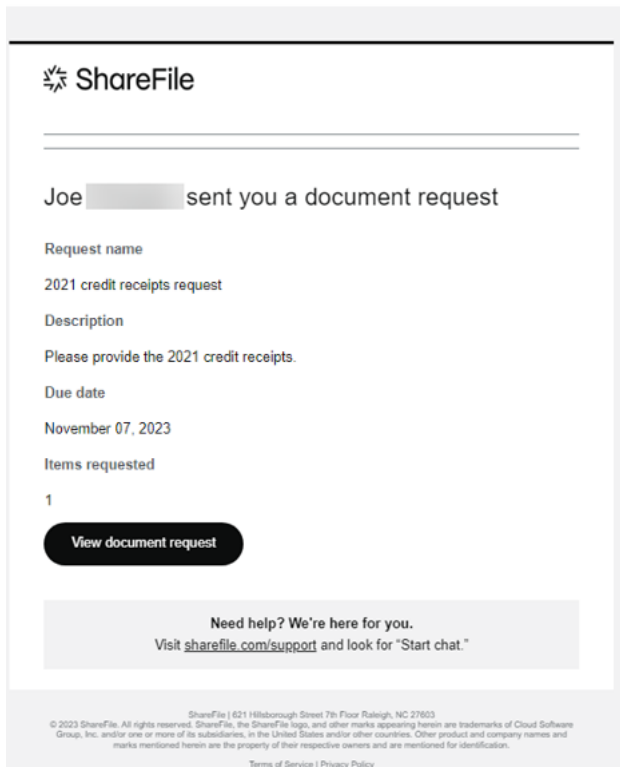 ShareFile
Joe sent you a document request
Request name
2021 credit receipts request
Description
Please provide the 2021 credit receipts.
Due date
November 07, 2023
Items requested
1
View document request
Need help? We're here for you.
Visit sharefile.com/support and look for “Start chat.”
ShareFile | 621 Hillsborough Street 7th Floor Raleigh, NC 27603
© 2023 ShareFile. All rights reserved. ShareFile, the ShareFile logo, and other marks appearing herein are trademarks of Cloud Software
Group, Inc. and/or one or more of its subsidiaries, in the United States and/or other countries. Other product and company names and
marks mentioned herein are the property of their respective owners and are mentioned for identification.
Terms of Service | Privacy Policy